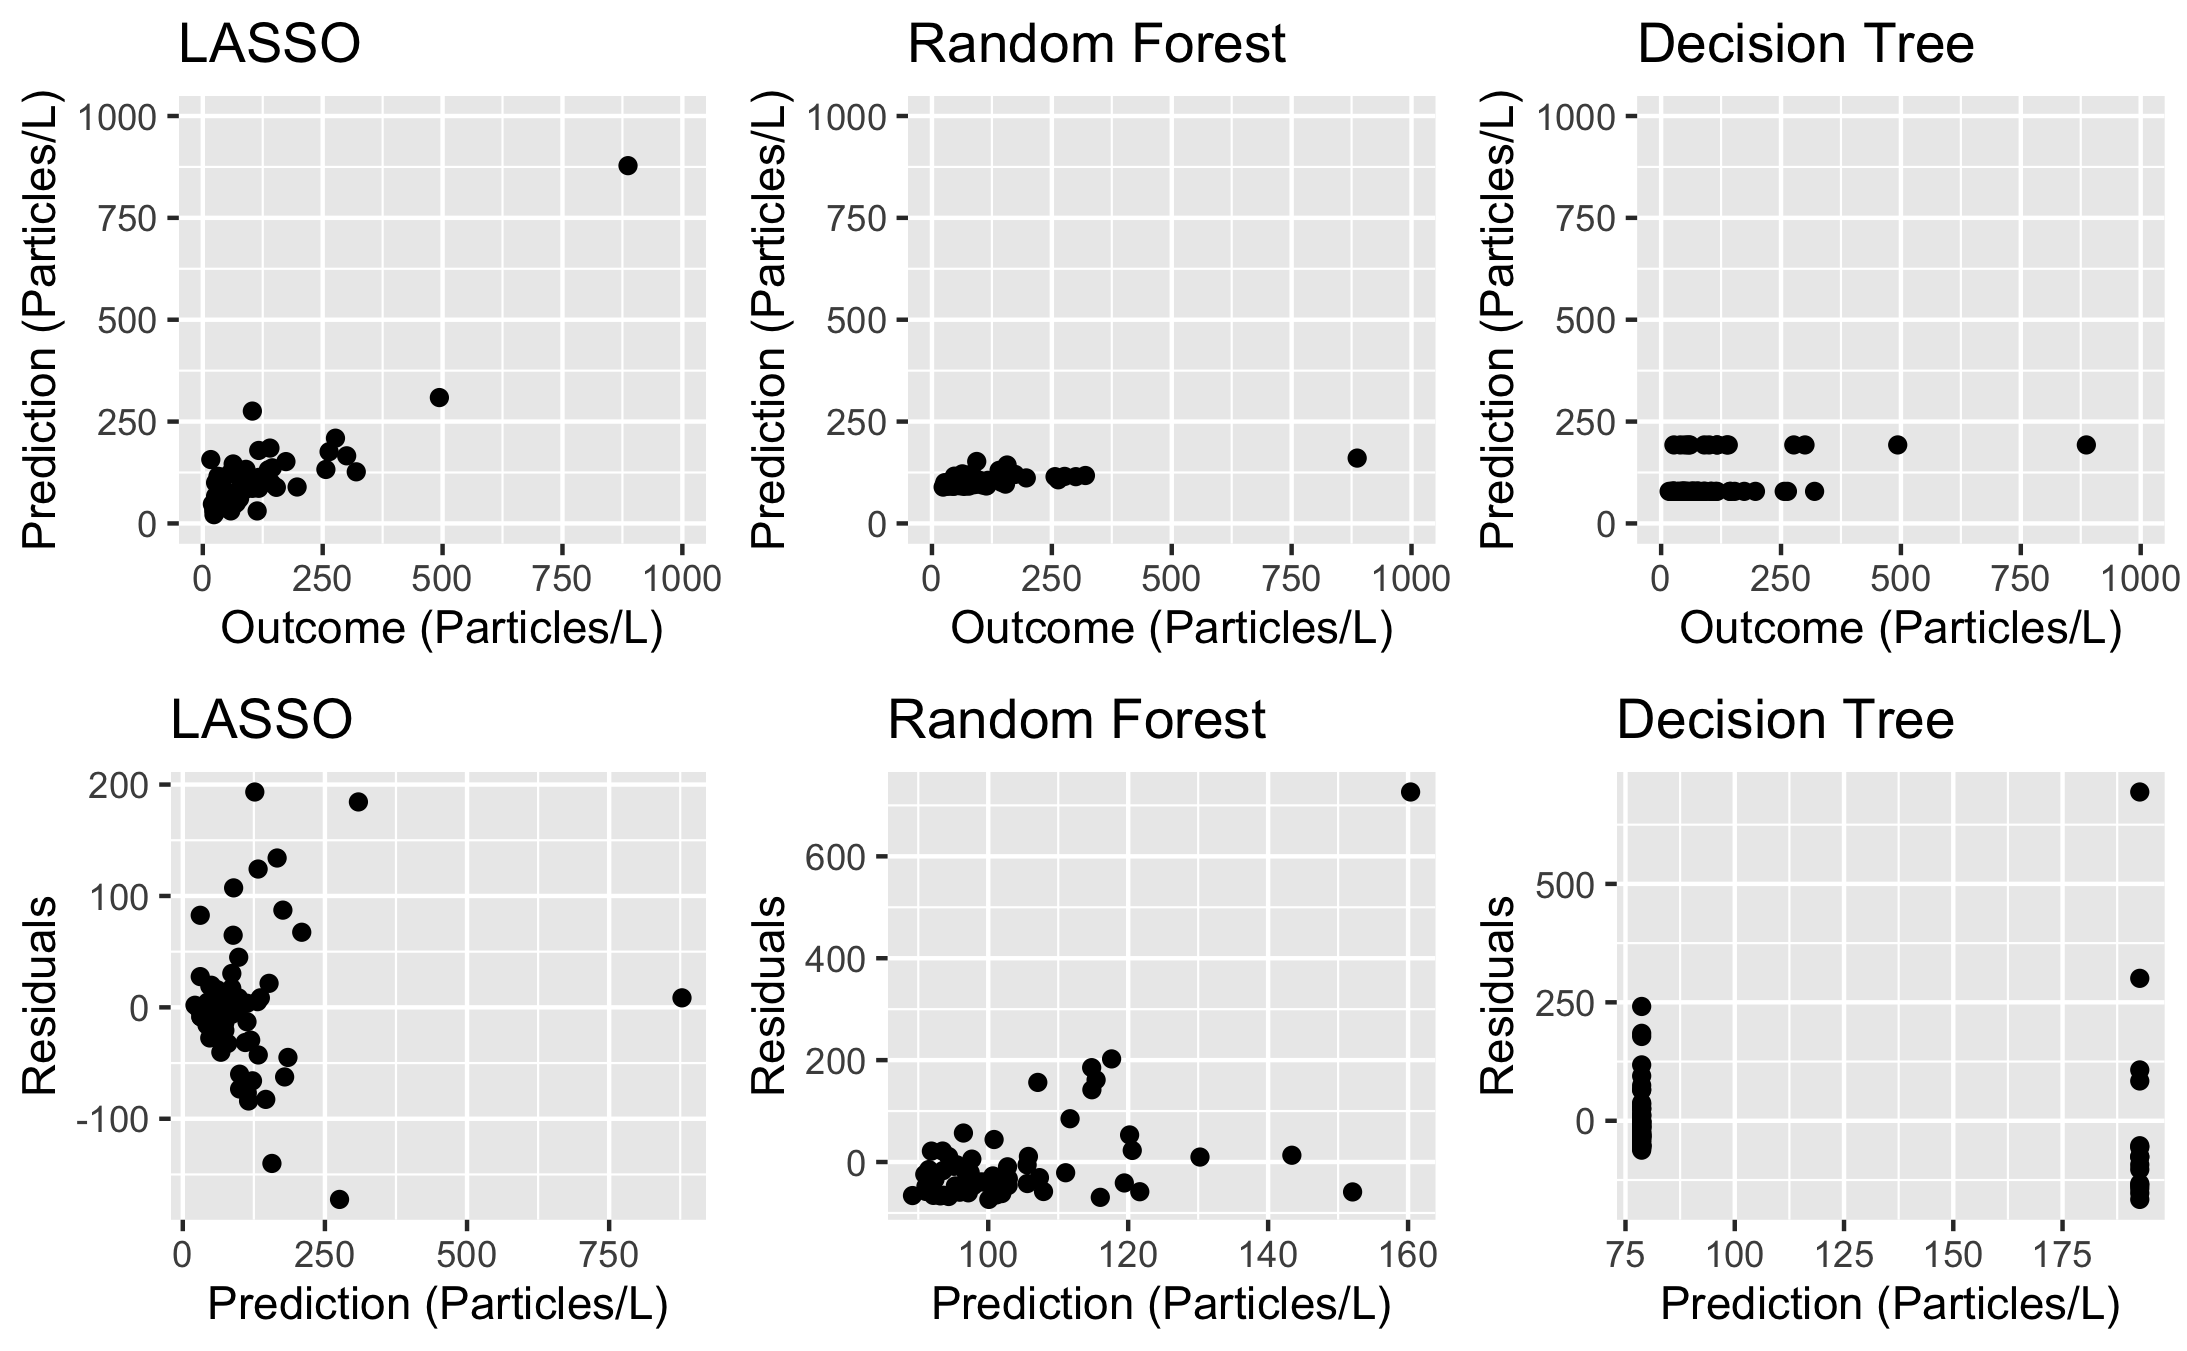 LASSO
Prediction (Particles/L)
1000
750
500
250
0
0 250 500 750 1000
Outcome (Particles/L)
Random Forest
Prediction (Particles/L)
1000
750
500
250
0
0 250 500 750 1000
Outcome (Particles/L)
Decision Tree
Prediction (Particles/L)
1000
750
500
250
0
0 250 500 750 1000
Outcome (Particles/L)
LASSO
Residuals
200
100
0
-100
0 250 500 750
Prediction (Particles/L)
Random Forest
Residuals
600
400
200
0
100 120 140 160
Prediction (Particles/L)
Decision Tree
Residuals
500
250
0
75 100 125 150 175
Prediction (Particles/L)